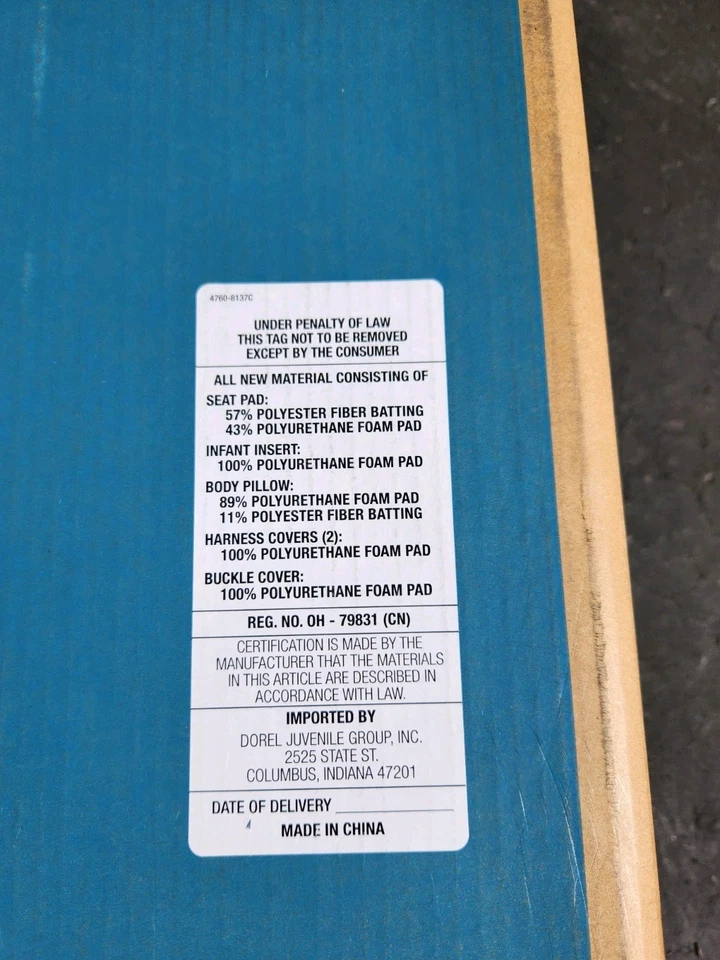 4760-8137C
UNDER PENALTY OF LAW
THIS TAG NOT TO BE REMOVED
EXCEPT BY THE CONSUMER
ALL NEW MATERIAL CONSISTING OF
SEAT PAD:
57% POLYESTER FIBER BATTING
43% POLYURETHANE FOAM PAD
INFANT INSERT:
100% POLYURETHANE FOAM PAD
BODY PILLOW:
89% POLYURETHANE FOAM PAD
11% POLYESTER FIBER BATTING
HARNESS COVERS (2):
100% POLYURETHANE FOAM PAD
BUCKLE COVER:
100% POLYURETHANE FOAM PAD
REG. NO. OH - 79831 (CN)
CERTIFICATION IS MADE BY THE
MANUFACTURER THAT THE MATERIALS
IN THIS ARTICLE ARE DESCRIBED IN
ACCORDANCE WITH LAW.
IMPORTED BY
DOREL JUVENILE GROUP, INC.
2525 STATE ST.
COLUMBUS, INDIANA 47201
DATE OF DELIVERY
MADE IN CHINA